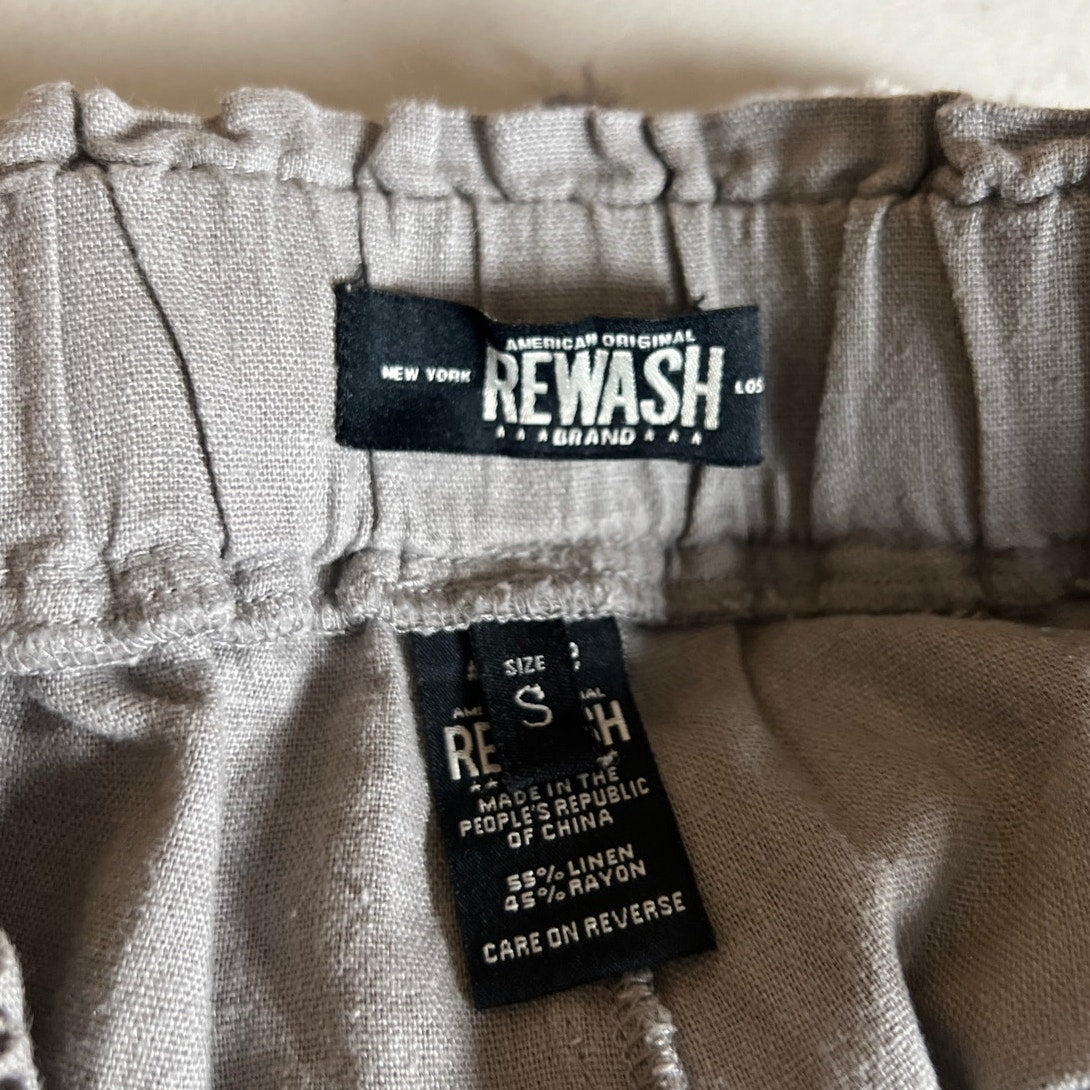 AMERICAN ORIGINAL
NEW YORK REWASH LOS
★ ★ ★ BRAND ★ ★ ★
SIZE
S
MADE IN THE
PEOPLE'S REPUBLIC
OF CHINA
55% LINEN
45% RAYON
CARE ON REVERSE